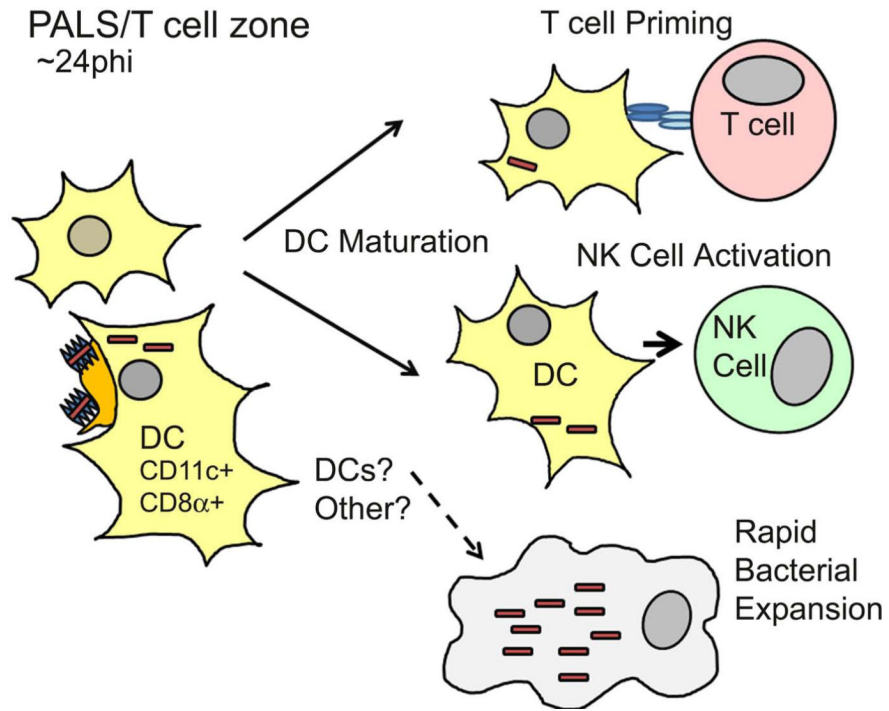 PALS/T cell zone
~24phi
T cell Priming
T cell
DC Maturation
NK Cell Activation
NK
Cell
DC
DC
CD11c+
CD8α+
DCs?
Other?
Rapid
Bacterial
Expansion